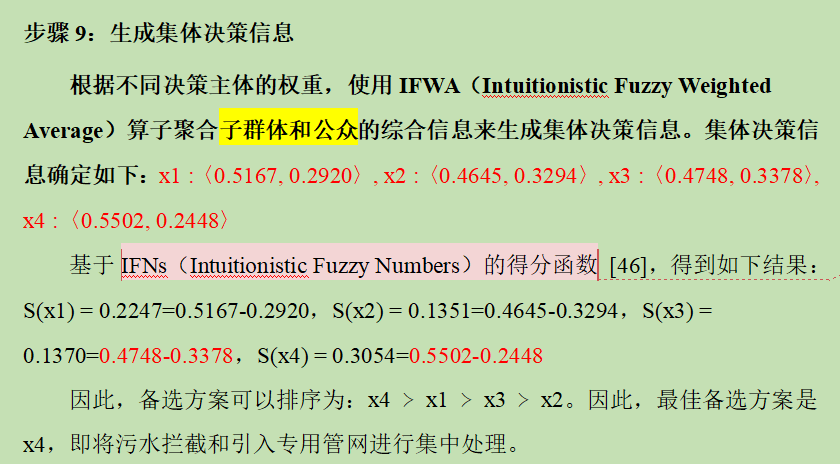 步骤 9：生成集体决策信息
根据不同决策主体的权重，使用 IFWA（Intuitionistic Fuzzy Weighted
Average）算子聚合子群体和公众的综合信息来生成集体决策信息。集体决策信
息确定如下：x1 :〈0.5167, 0.2920〉, x2 :〈0.4645, 0.3294〉, x3 :〈0.4748, 0.3378〉,
x4 :〈0.5502, 0.2448〉
基于 IFNs（Intuitionistic Fuzzy Numbers）的得分函数 [46]，得到如下结果：
S(x1) = 0.2247=0.5167-0.2920，S(x2) = 0.1351=0.4645-0.3294，S(x3) =
0.1370=0.4748-0.3378，S(x4) = 0.3054=0.5502-0.2448
因此，备选方案可以排序为：x4 > x1 > x3 > x2。因此，最佳备选方案是
x4，即将污水拦截和引入专用管网进行集中处理。